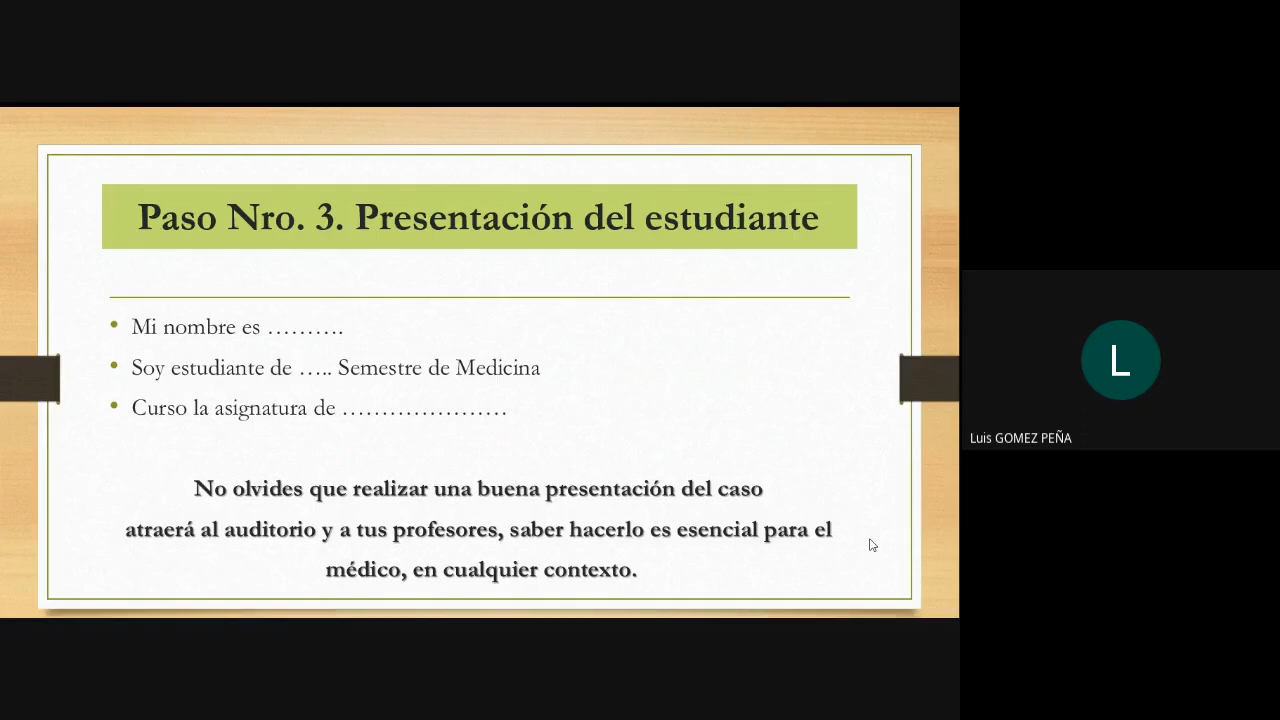 Paso Nro. 3. Presentación del estudiante
• Mi nombre es ……….
• Soy estudiante de ….. Semestre de Medicina
• Curso la asignatura de …………………
No olvides que realizar una buena presentación del caso
atraerá al auditorio y a tus profesores, saber hacerlo es esencial para el
médico, en cualquier contexto.
L
Luis GOMEZ PEÑA